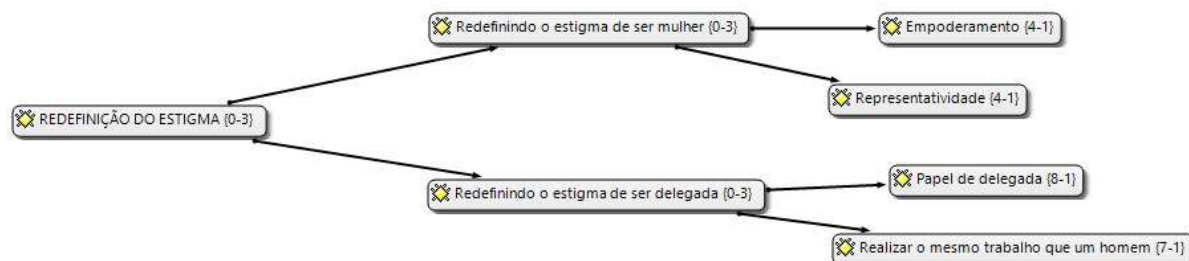 Redefinindo o estigma de ser mulher {0-3}
Empoderamento {4-1}
Representatividade {4-1}
REDEFINIÇÃO DO ESTIGMA {0-3}
Redefinindo o estigma de ser delegada {0-3}
Papel de delegada {8-1}
Realizar o mesmo trabalho que um homem {7-1}